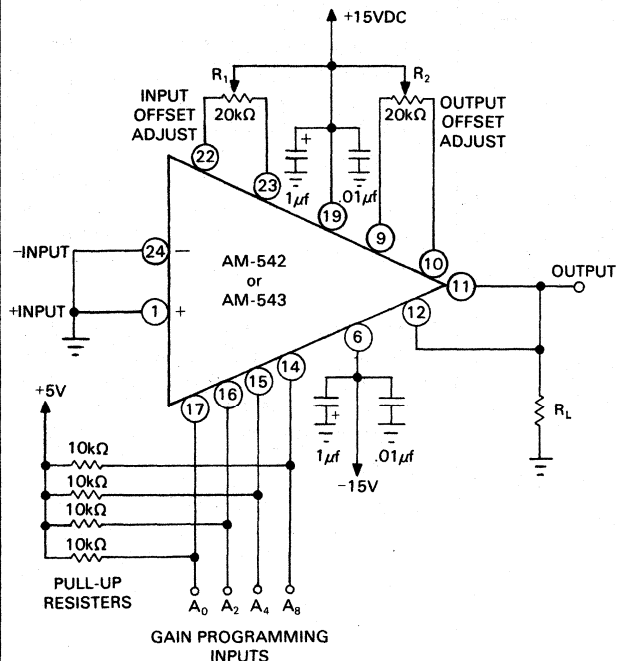 +15VDC
R1
R2
INPUT
OFFSET
ADJUST
20kΩ
20kΩ
OUTPUT
OFFSET
ADJUST
22
23
1μf
.01μf
19
9
10
-INPUT
24
−
AM-542
or
AM-543
11
OUTPUT
+INPUT
1
+
12
6
14
15
16
17
+5V
10kΩ
10kΩ
10kΩ
10kΩ
+
+
1μf
.01μf
-15V
RL
PULL-UP
RESISTERS
A0
A2
A4
A8
GAIN PROGRAMMING
INPUTS